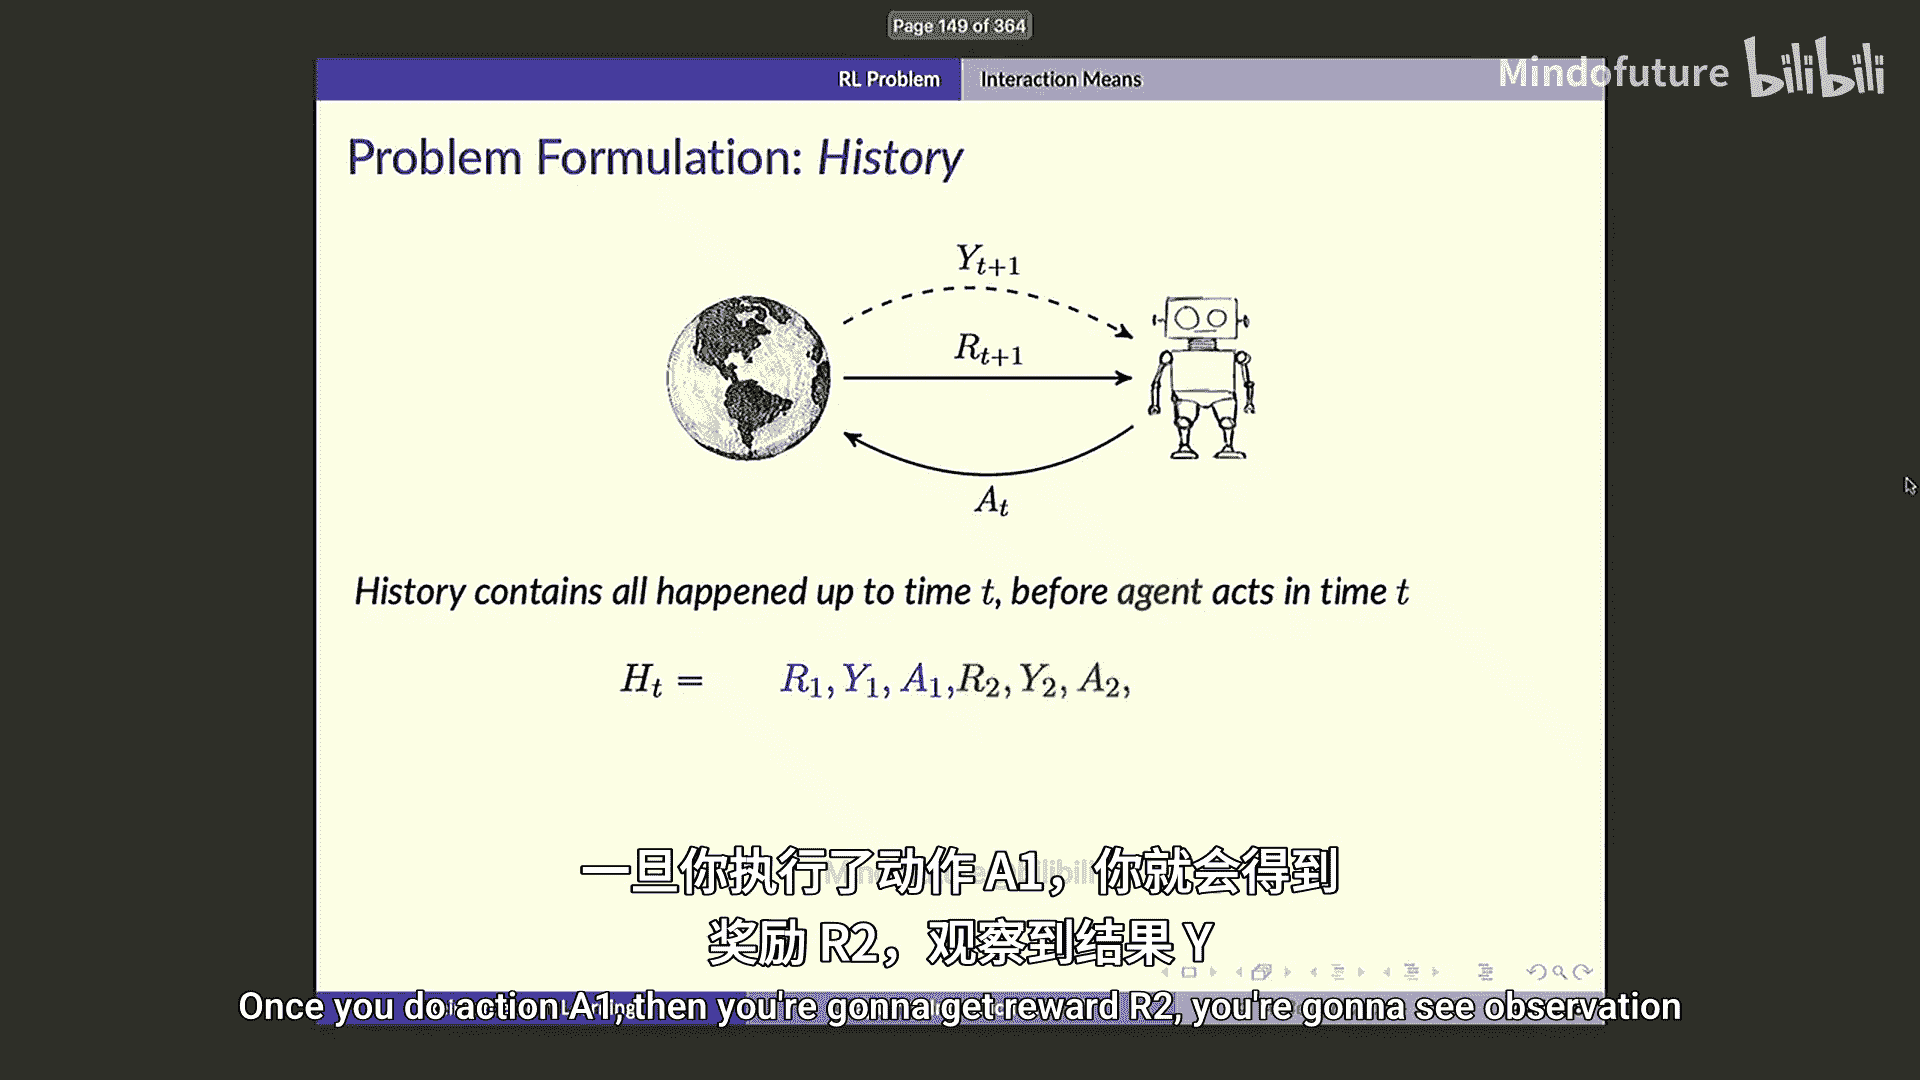 Page 149 of 364
Mindofuture bilibili
RL Problem Interaction Means
Problem Formulation: History
Y_{t+1}
R_{t+1}
A_t
History contains all happened up to time t, before agent acts in time t
H_t = R_1, Y_1, A_1, R_2, Y_2, A_2,
一旦你执行了动作 A1，你就会得到
奖励 R2，观察到结果 Y
Once you do action A1, then you're gonna get reward R2, you're gonna see observation